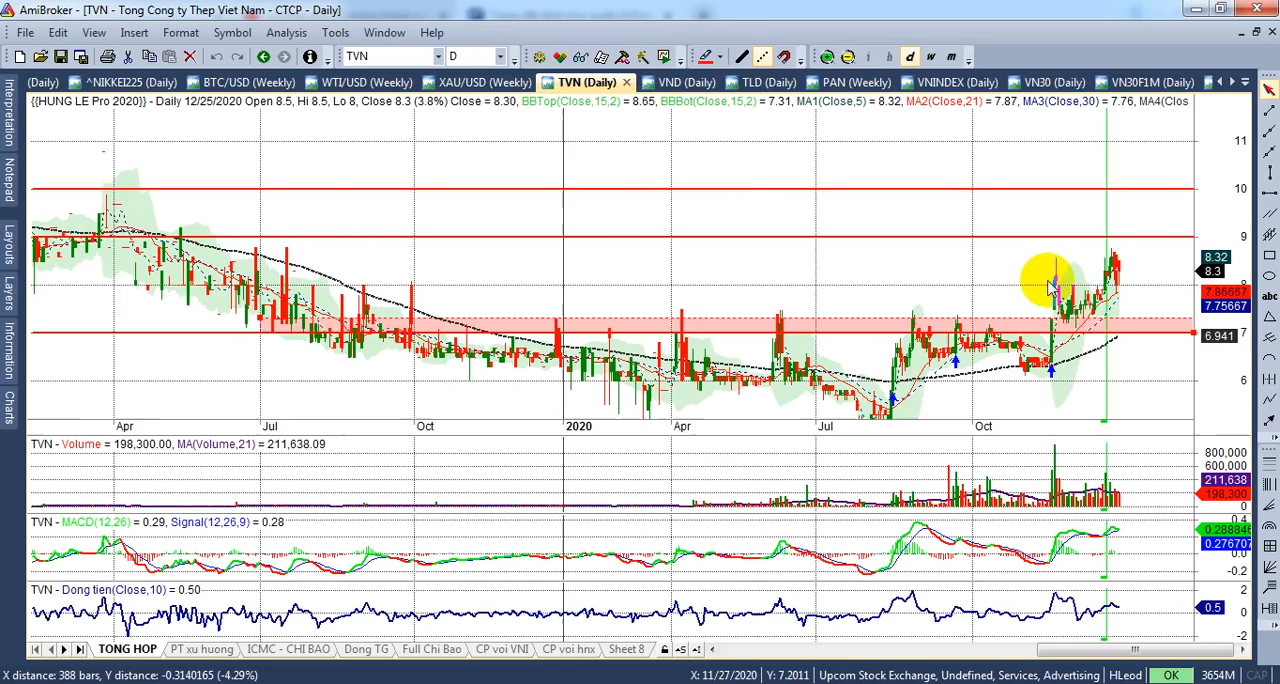 AmiBroker - [TVN - Tong Cong ty Thep Viet Nam - CTCP - Daily]
File Edit View Insert Format Symbol Analysis Tools Window Help
TVN D i h d w m
(Daily) ^NIKKEI225 (Daily) BTC/USD (Weekly) WTI/USD (Weekly) XAU/USD (Weekly) TVN (Daily) VND (Daily) TLD (Daily) PAN (Weekly) VNINDEX (Daily) VN30 (Daily) VN30F1M (Daily)
{{HUNG LE Pro 2020}} - Daily 12/25/2020 Open 8.5, Hi 8.5, Lo 8, Close 8.3 (3.8%) Close = 8.30, BBTop(Close,15,2) = 8.65, BBBot(Close,15,2) = 7.31, MA1(Close,5) = 8.32, MA2(Close,21) = 7.87, MA3(Close,30) = 7.76, MA4(Clos
Interpretation
Notepad
Layouts
Layers
Information
Charts
abc
11
10
9
8.32
8.3
8
7.86667
7.75667
7
6.941
6
Apr Jul Oct 2020 Apr Jul Oct
TVN - Volume = 198,300.00, MA(Volume,21) = 211,638.09
800,000
600,000
211,638
198,300
0
TVN - MACD(12,26) = 0.29, Signal(12,26,9) = 0.28
0.4
0.288846
0.276707
0.0
-0.2
TVN - Dong tien(Close,10) = 0.50
2
0.5
0
-2
TONG HOP PT xu huong ICMC - CHI BAO Dong TG Full Chi Bao CP voi VNI CP voi hnx Sheet 8
X distance: 388 bars, Y distance: -0.3140165 (-4.29%) X: 11/27/2020 Y: 7.2011 Upcom Stock Exchange, Undefined, Services, Advertising HLeod OK 3654M CAP